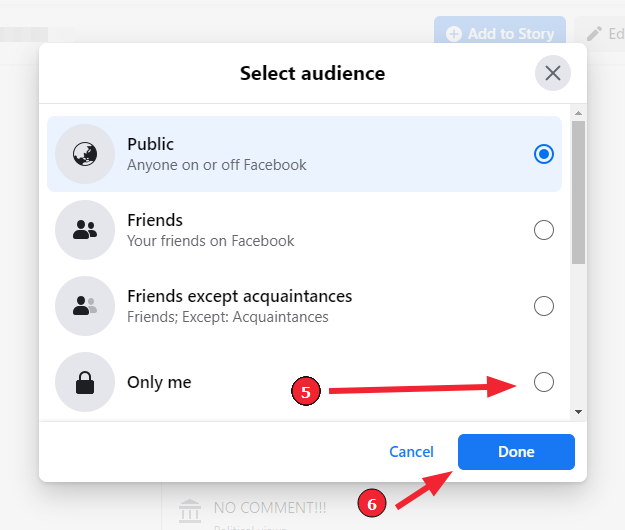 Add to Story
Ed
Select audience
Public
Anyone on or off Facebook
Friends
Your friends on Facebook
Friends except acquaintances
Friends; Except: Acquaintances
Only me
5
Cancel
Done
6
NO COMMENT!!!
Political views